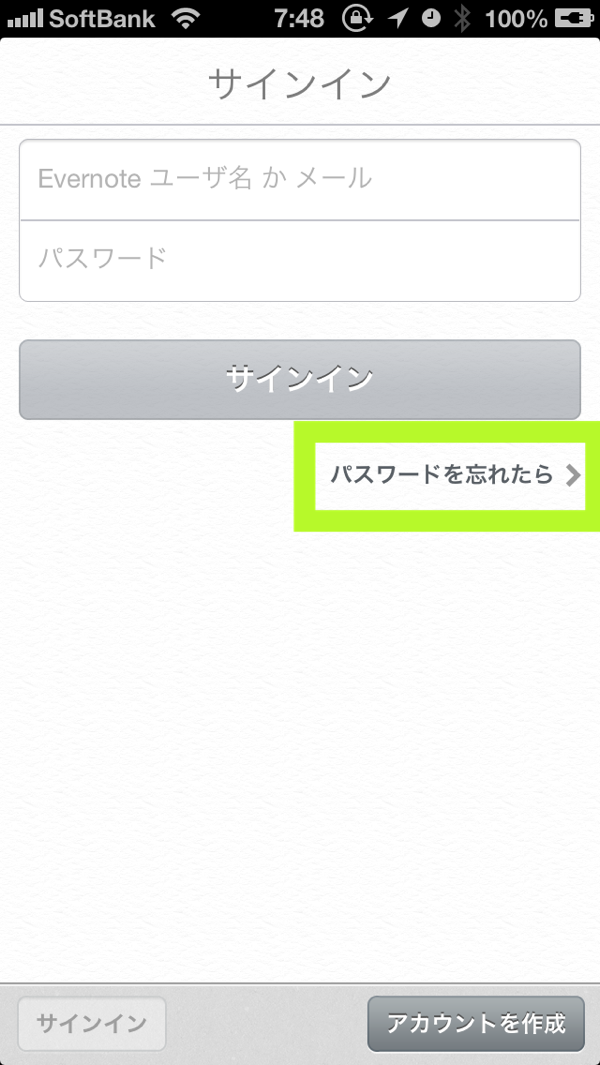 SoftBank 7:48 100%
サインイン
Evernote ユーザ名 か メール
パスワード
サインイン
パスワードを忘れたら
サインイン アカウントを作成